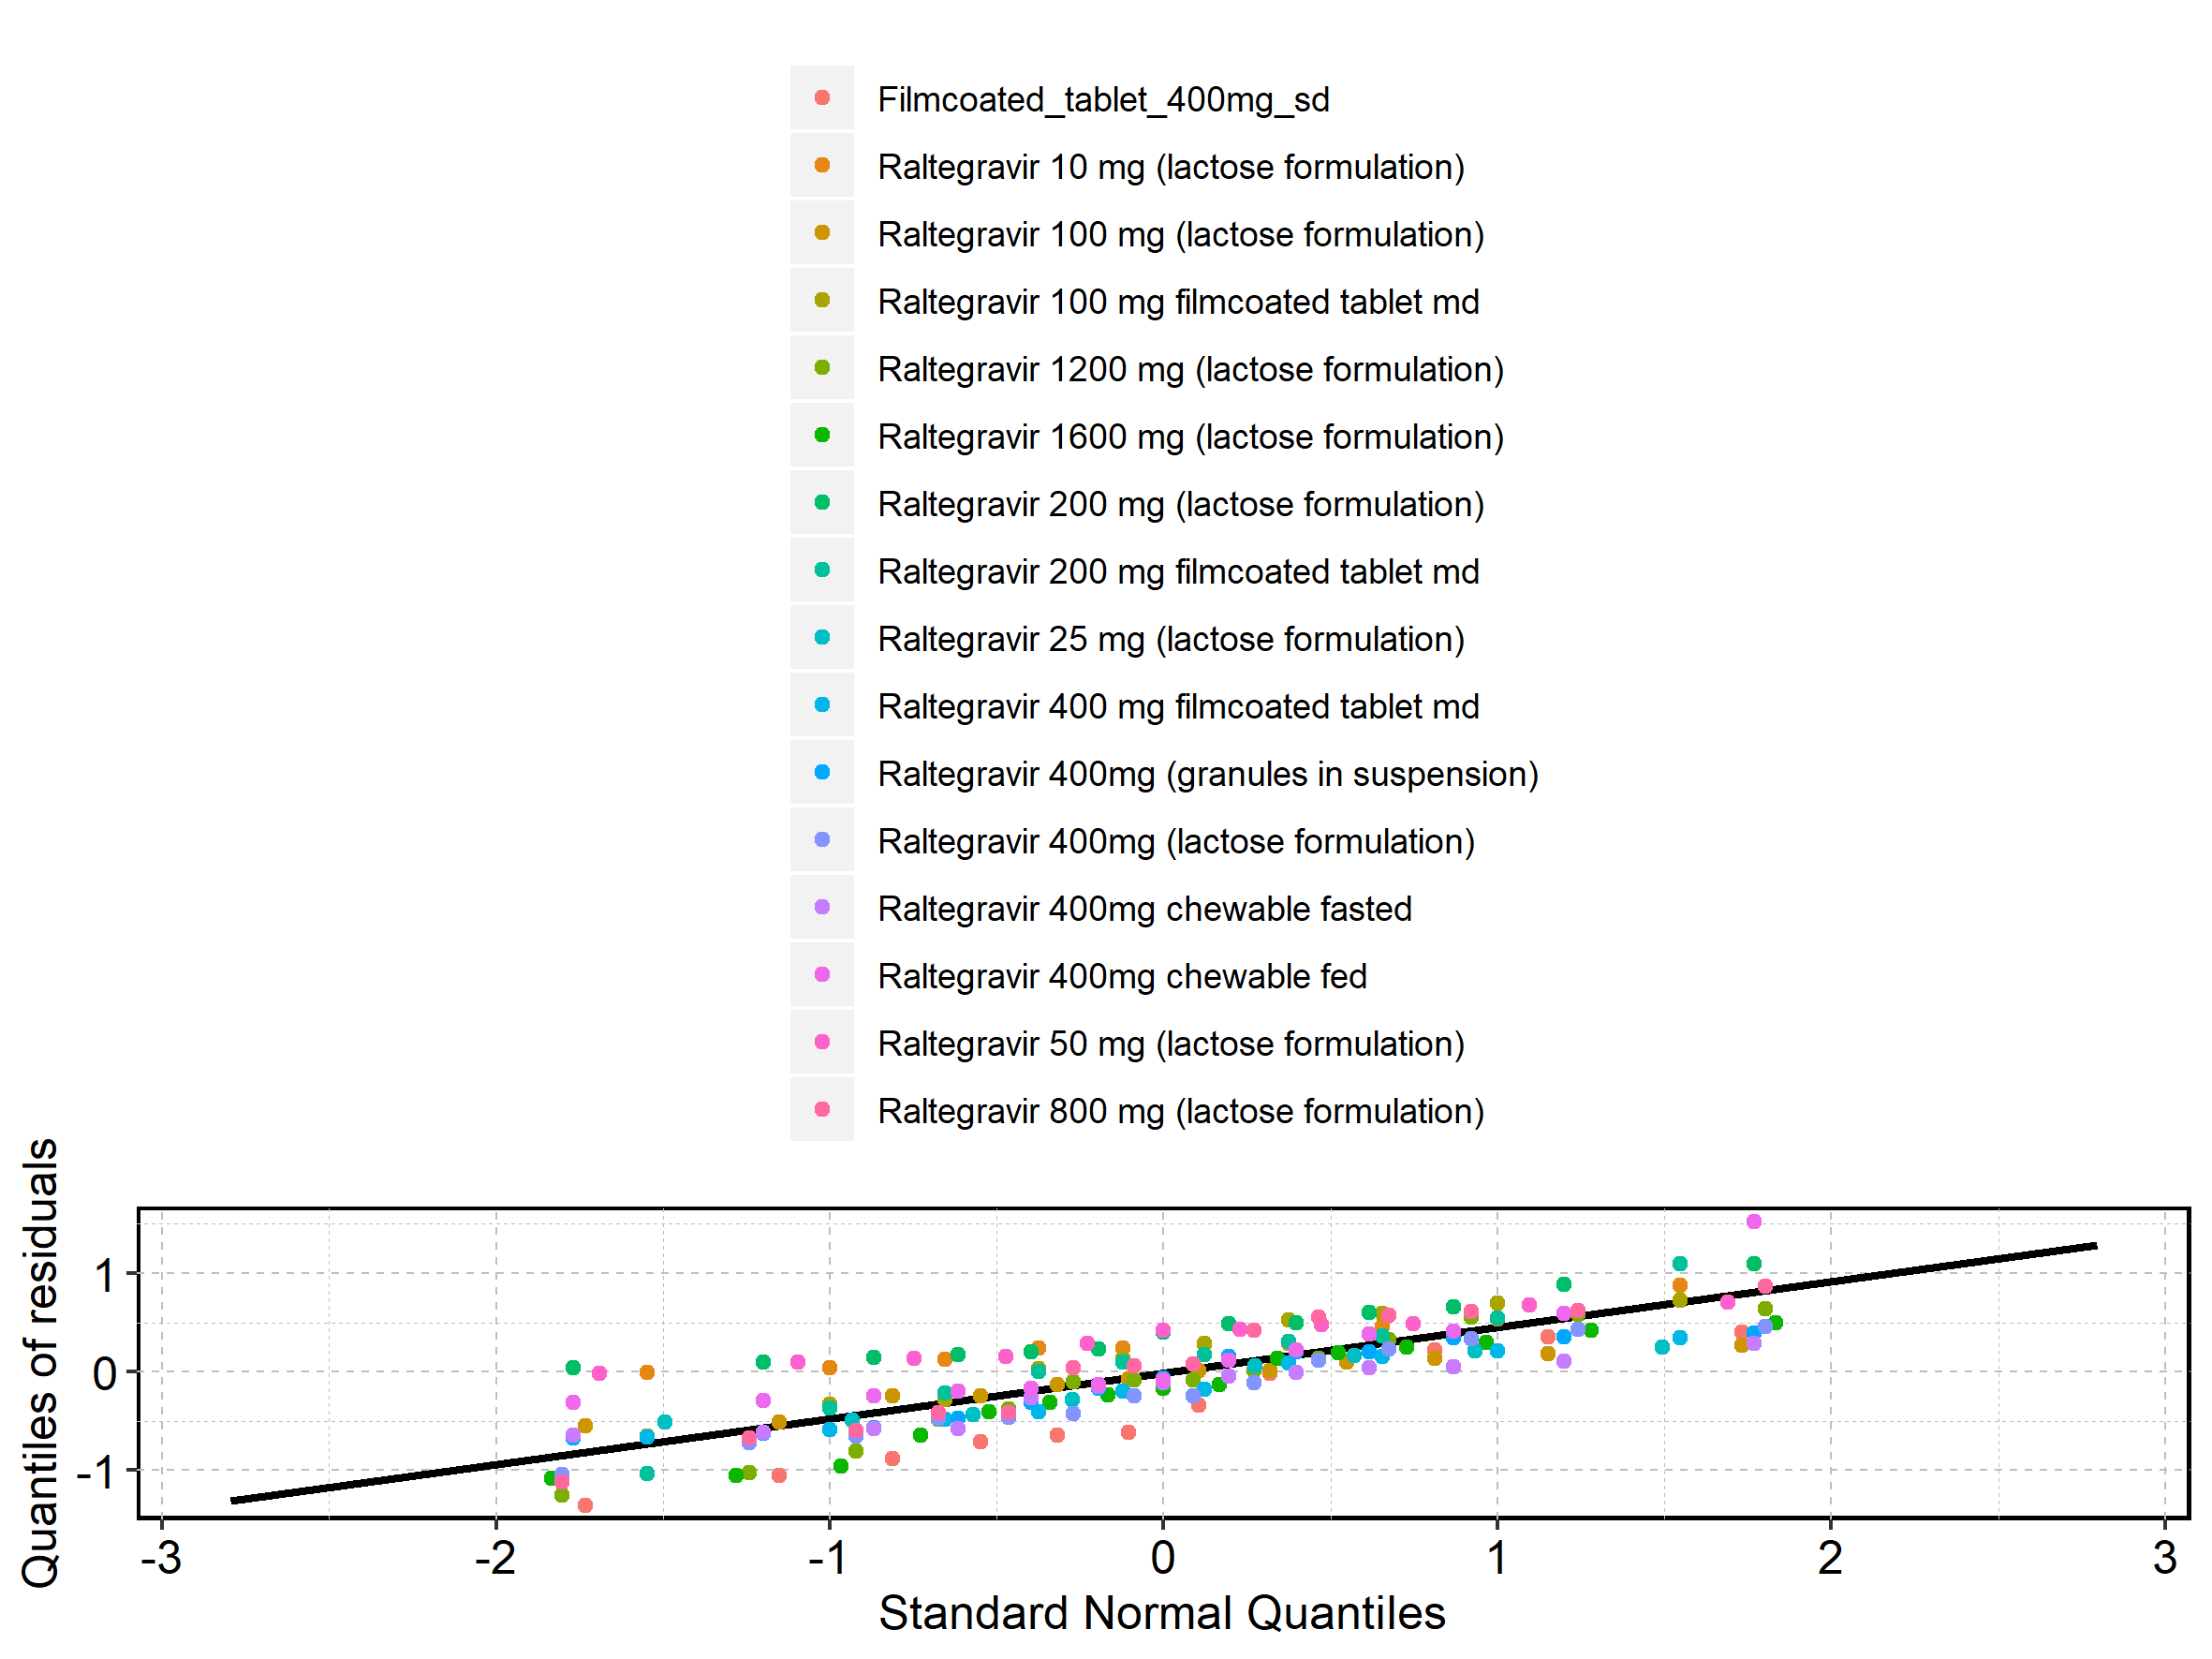 Filmcoated_tablet_400mg_sd
Raltegravir 10 mg (lactose formulation)
Raltegravir 100 mg (lactose formulation)
Raltegravir 100 mg filmcoated tablet md
Raltegravir 1200 mg (lactose formulation)
Raltegravir 1600 mg (lactose formulation)
Raltegravir 200 mg (lactose formulation)
Raltegravir 200 mg filmcoated tablet md
Raltegravir 25 mg (lactose formulation)
Raltegravir 400 mg filmcoated tablet md
Raltegravir 400mg (granules in suspension)
Raltegravir 400mg (lactose formulation)
Raltegravir 400mg chewable fasted
Raltegravir 400mg chewable fed
Raltegravir 50 mg (lactose formulation)
Raltegravir 800 mg (lactose formulation)
Quantiles of residuals
1
0
-1
-3 -2 -1 0 1 2 3
Standard Normal Quantiles